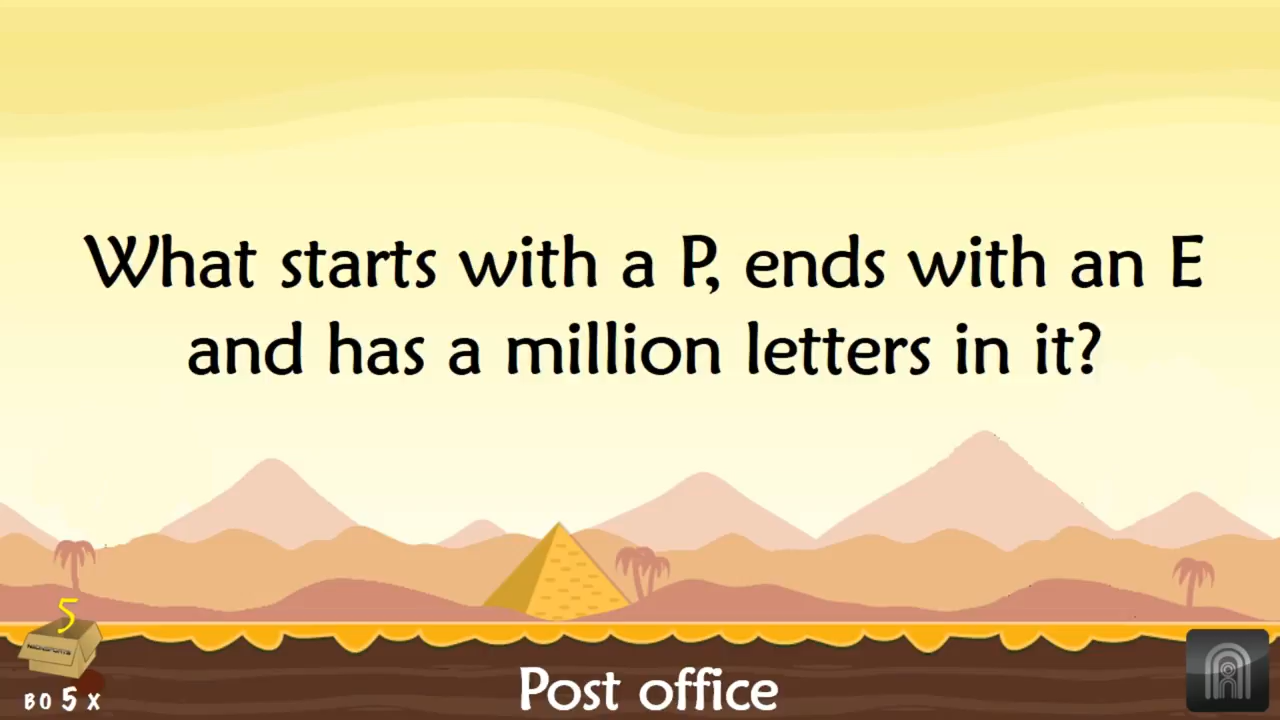 What starts with a P, ends with an E
and has a million letters in it?
5
BO 5 X
Post office